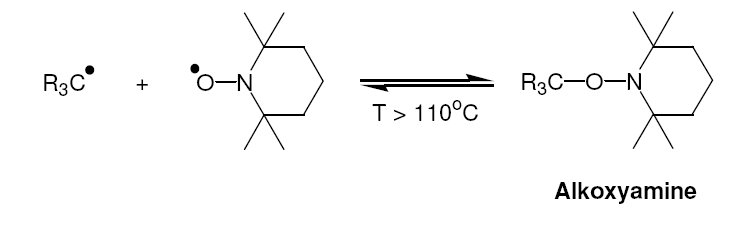 R₃C• + •O—N ⇌ R₃C—O—N
T > 110°C
Alkoxyamine